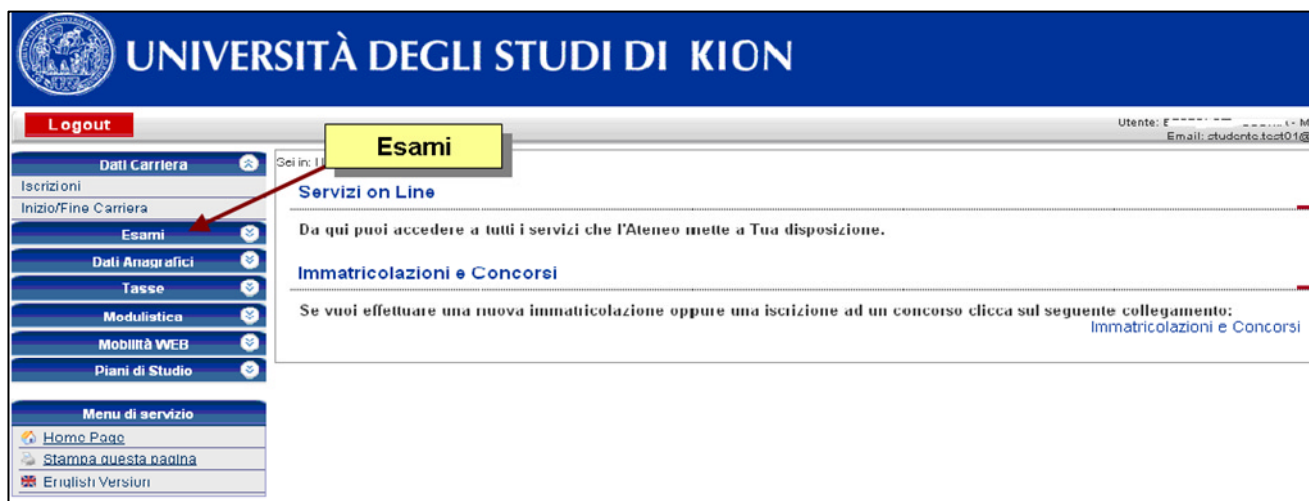 UNIVERSITÀ DEGLI STUDI DI KION
Logout
Utente:
Email: studente.test01@
Esami
Dati Carriera
Iscrizioni
Inizio/Fine Carriera
Esami
Dati Anagrafici
Tasse
Modulistica
Mobilità WEB
Piani di Studio
Menu di servizio
Home Page
Stampa questa pagina
English Version
Sei in:
Servizi on Line
Da qui puoi accedere a tutti i servizi che l'Ateneo mette a Tua disposizione.
Immatricolazioni e Concorsi
Se vuoi effettuare una nuova immatricolazione oppure una iscrizione ad un concorso clicca sul seguente collegamento:
Immatricolazioni e Concorsi